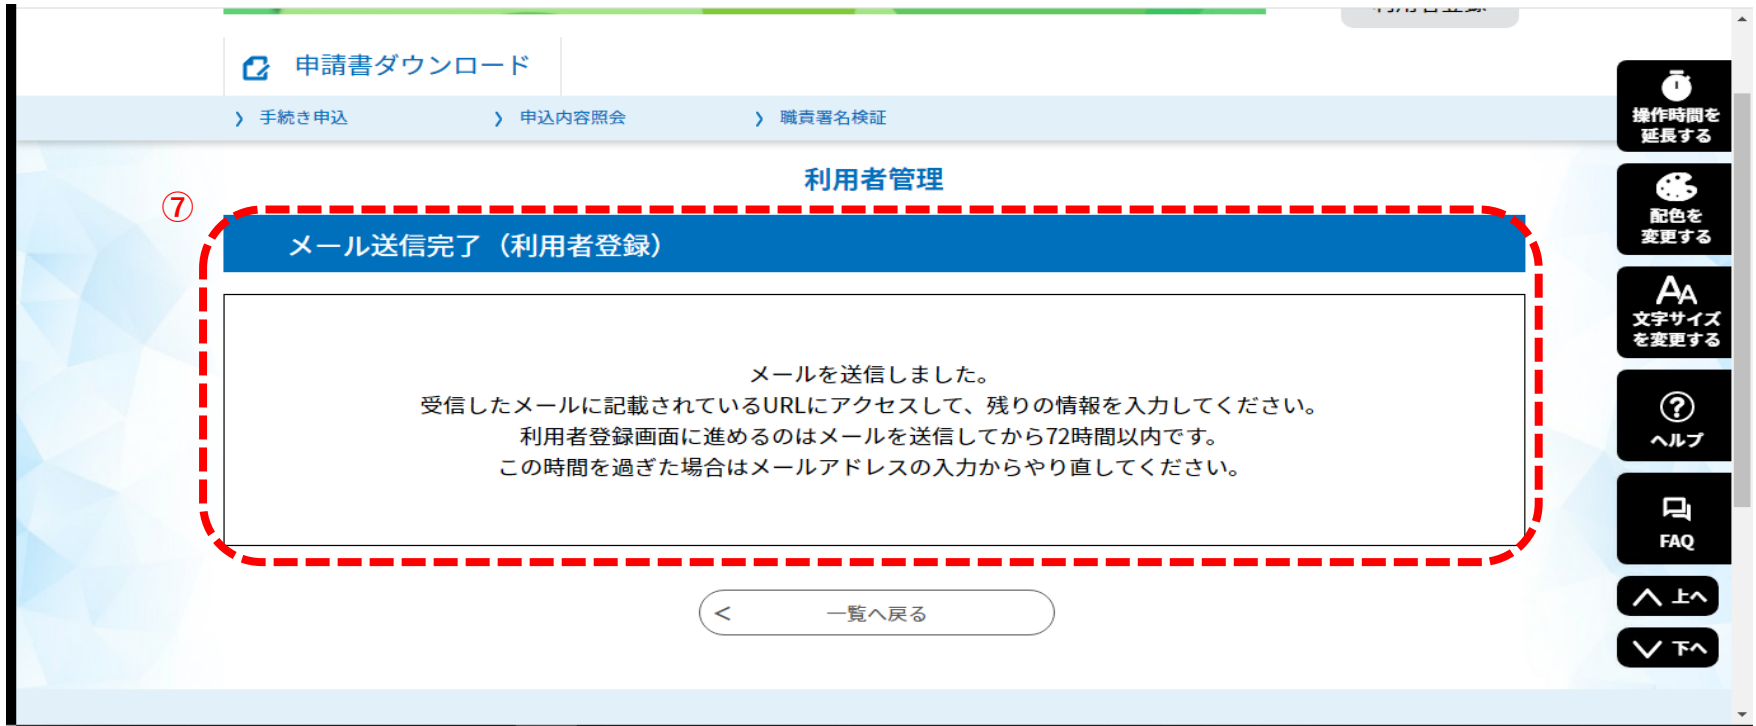 申請書ダウンロード
手続き申込
申込内容照会
職責署名検証
利用者管理
⑦
メール送信完了（利用者登録）
メールを送信しました。
受信したメールに記載されているURLにアクセスして、残りの情報を入力してください。
利用者登録画面に進めるのはメールを送信してから72時間以内です。
この時間を過ぎた場合はメールアドレスの入力からやり直してください。
< 一覧へ戻る
操作時間を
延長する
配色を
変更する
AA
文字サイズ
を変更する
?
ヘルプ
FAQ
上へ
下へ